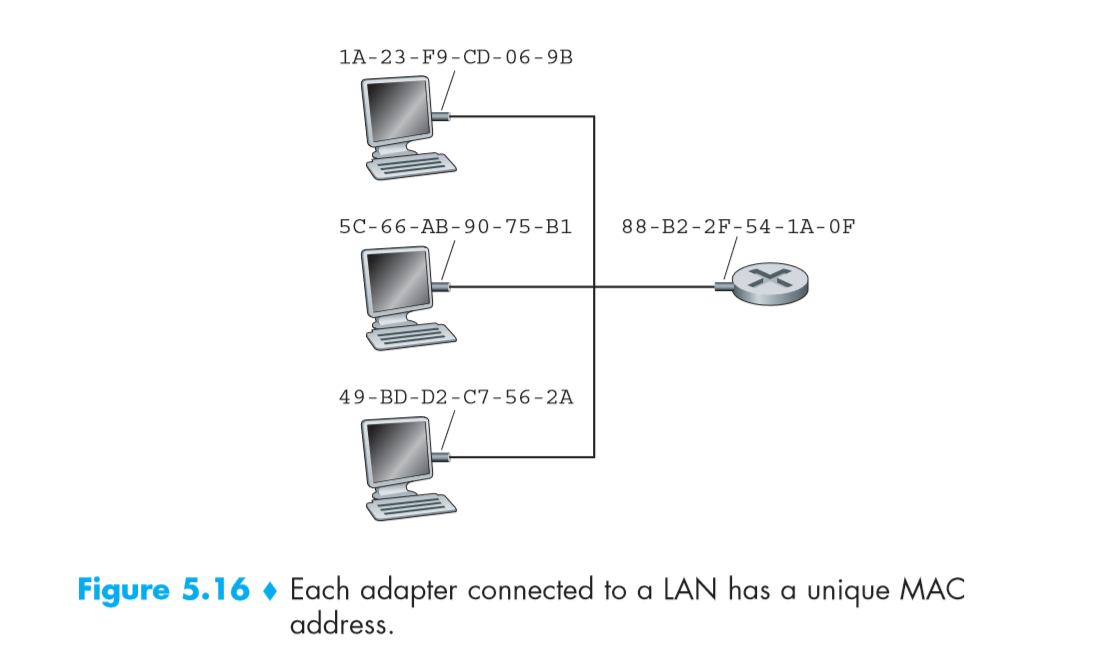 1A-23-F9-CD-06-9B
5C-66-AB-90-75-B1
88-B2-2F-54-1A-0F
49-BD-D2-C7-56-2A
Figure 5.16 ♦ Each adapter connected to a LAN has a unique MAC
address.